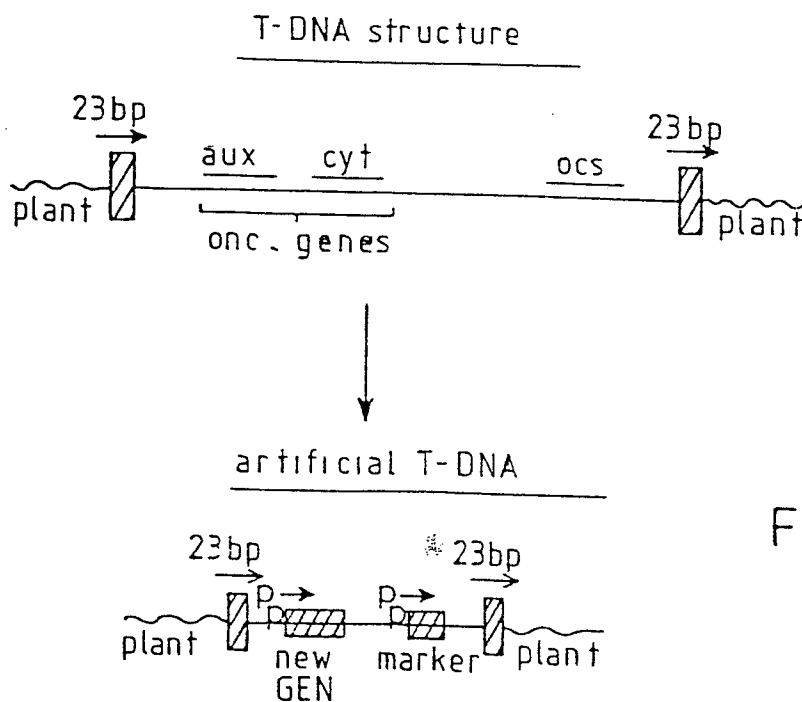 T-DNA structure
23bp
23bp
aux
cyt
ocs
plant
plant
onc. genes
artificial T-DNA
F
23bp
23bp
p
p
p
p
plant
new
GEN
marker
plant